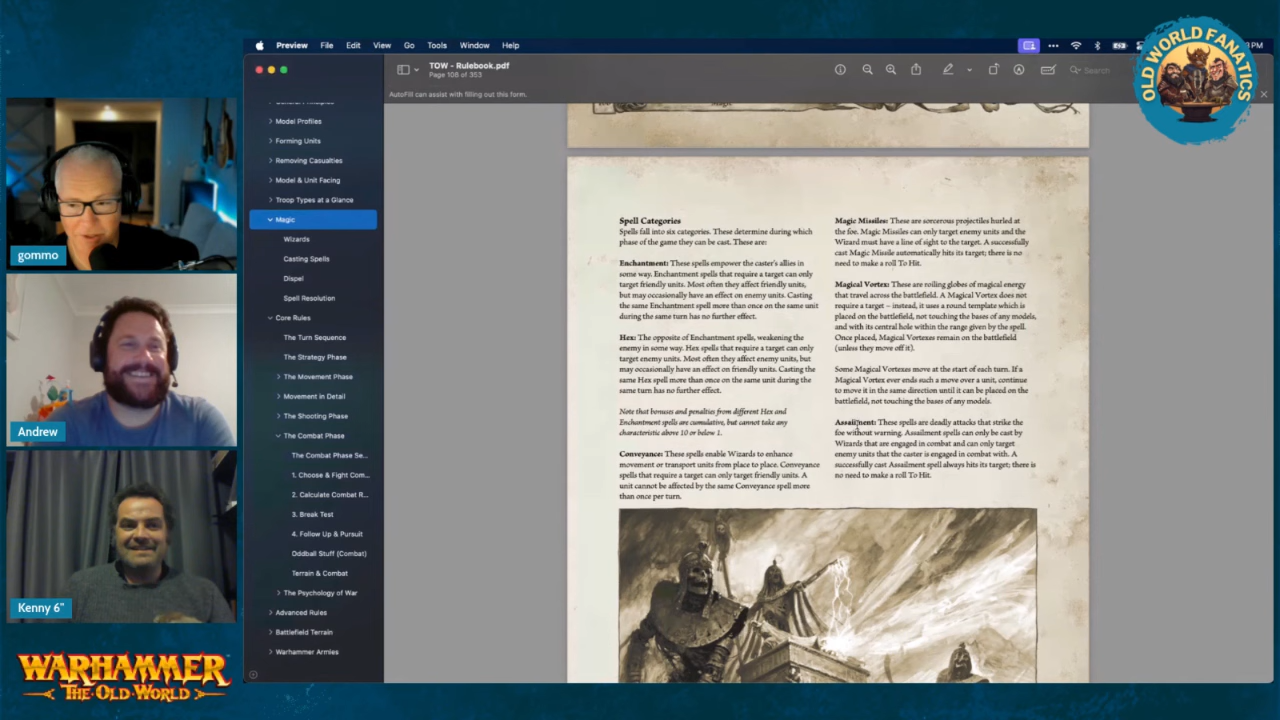 Preview File Edit View Go Tools Window Help
PM
OLD WORLD FANATICS
TOW - Rulebook.pdf
Page 106 of 353
Search
AutoFill can assist with filling out this form.
Model Profiles
Forming Units
Removing Casualties
Model & Unit Facing
Troop Types at a Glance
Magic
Wizards
Casting Spells
Dispel
Spell Resolution
Core Rules
The Turn Sequence
The Strategy Phase
The Movement Phase
Movement in Detail
The Shooting Phase
The Combat Phase
The Combat Phase Se...
1. Choose & Fight Com...
2. Calculate Combat R...
3. Break Test
4. Follow Up & Pursuit
Oddball Stuff (Combat)
Terrain & Combat
The Psychology of War
Advanced Rules
Battlefield Terrain
Warhammer Armies
Magic
Spell Categories
Spells fall into six categories. These determine during which
phase of the game they can be cast. These are:
Enchantment: These spells empower the caster's allies in
some way. Enchantment spells that require a target can only
target friendly units. Most often they affect friendly units,
but may occasionally have an effect on enemy units. Casting
the same Enchantment spell more than once on the same unit
during the same turn has no further effect.
Hex: The opposite of Enchantment spells, weakening the
enemy in some way. Hex spells that require a target can only
target enemy units. Most often they affect enemy units, but
may occasionally have an effect on friendly units. Casting the
same Hex spell more than once on the same unit during the
same turn has no further effect.
Note that bonuses and penalties from different Hex and
Enchantment spells are cumulative, but cannot take any
characteristic above 10 or below 1.
Conveyance: These spells enable Wizards to enhance
movement or transport units from place to place. Conveyance
spells that require a target can only target friendly units. A
unit cannot be affected by the same Conveyance spell more
than once per turn.
Magic Missiles: These are sorcerous projectiles hurled at
the foe. Magic Missiles can only target enemy units and the
Wizard must have a line of sight to the target. A successfully
cast Magic Missile automatically hits its target; there is
no need to make a roll To Hit.
Magical Vortex: These are roiling globes of magical energy
that travel across the battlefield. A Magical Vortex does not
require a target – instead, it uses a round template which is
placed on the battlefield, not touching the bases of any models,
and with its central hole within the range given by the spell.
Once placed, Magical Vortexes remain on the battlefield
(unless they move off it).
Some Magical Vortexes move at the start of each turn. If a
Magical Vortex ever ends such a move over a unit, continue
to move it in the same direction until it can be placed on the
battlefield, not touching the bases of any models.
Assailment: These spells are deadly attacks that strike the
foe without warning. Assailment spells can only be cast by
Wizards that are engaged in combat and can only target
enemy units that the caster is engaged in combat with. A
successfully cast Assailment spell always hits its target; there is
no need to make a roll To Hit.
gommo
Andrew
Kenny 6"
WARHAMMER
THE OLD WORLD